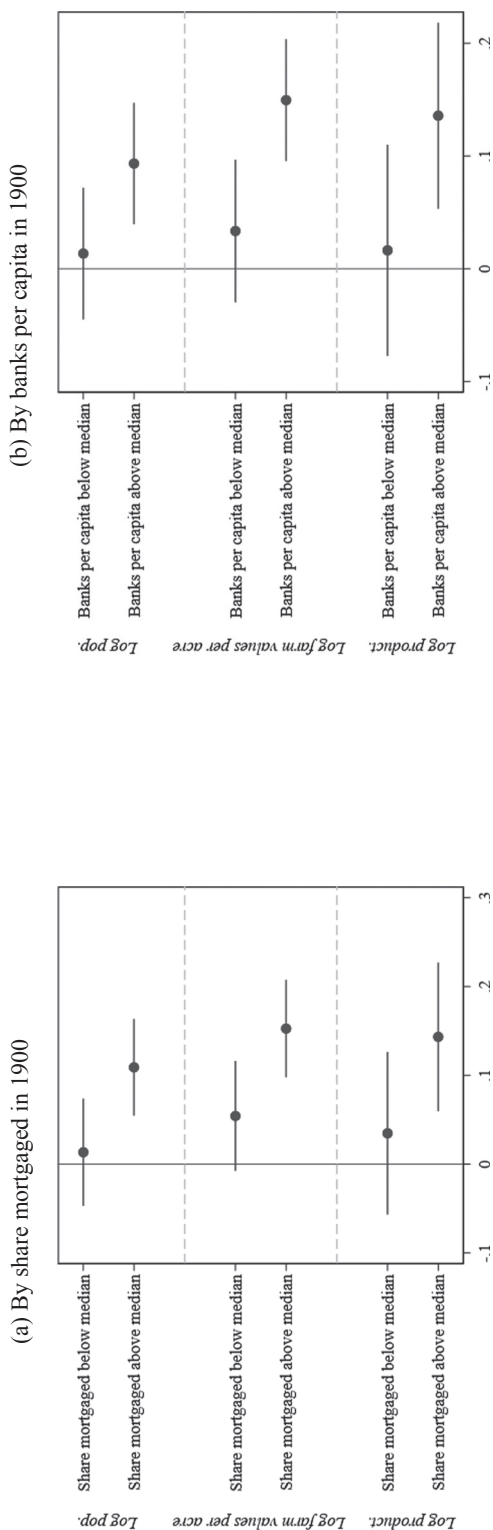 (a) By share mortgaged in 1900
Log pop.
Share mortgaged below median
Share mortgaged above median
Log farm values per acre
Share mortgaged below median
Share mortgaged above median
Log product.
Share mortgaged below median
Share mortgaged above median
-.1 0 .1 .2 .3
(b) By banks per capita in 1900
Log pop.
Banks per capita below median
Banks per capita above median
Log farm values per acre
Banks per capita below median
Banks per capita above median
Log product.
Banks per capita below median
Banks per capita above median
-.1 0 .1 .2